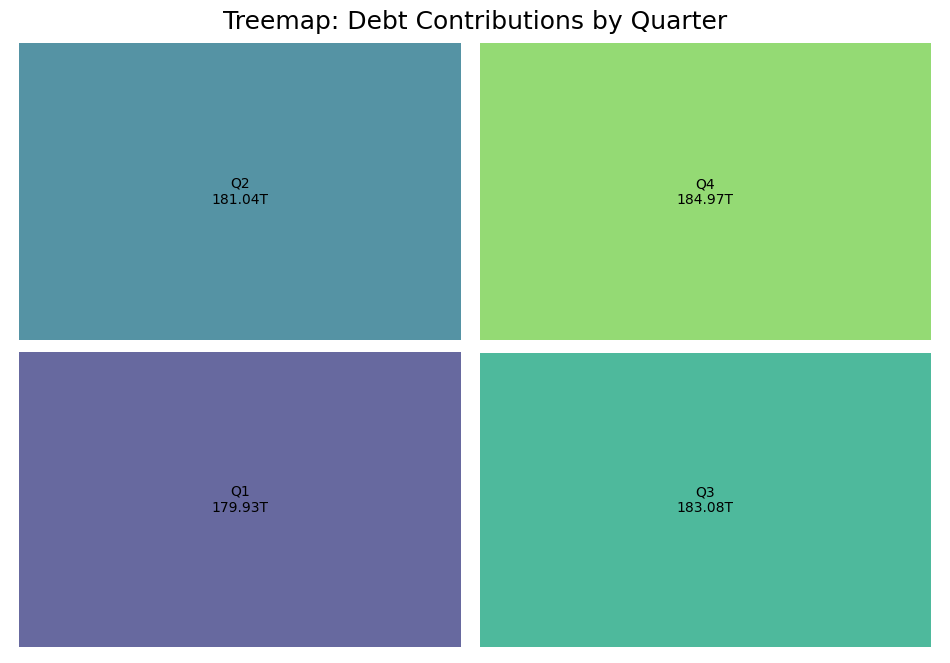 Treemap: Debt Contributions by Quarter
Q2
181.04T
Q4
184.97T
Q1
179.93T
Q3
183.08T